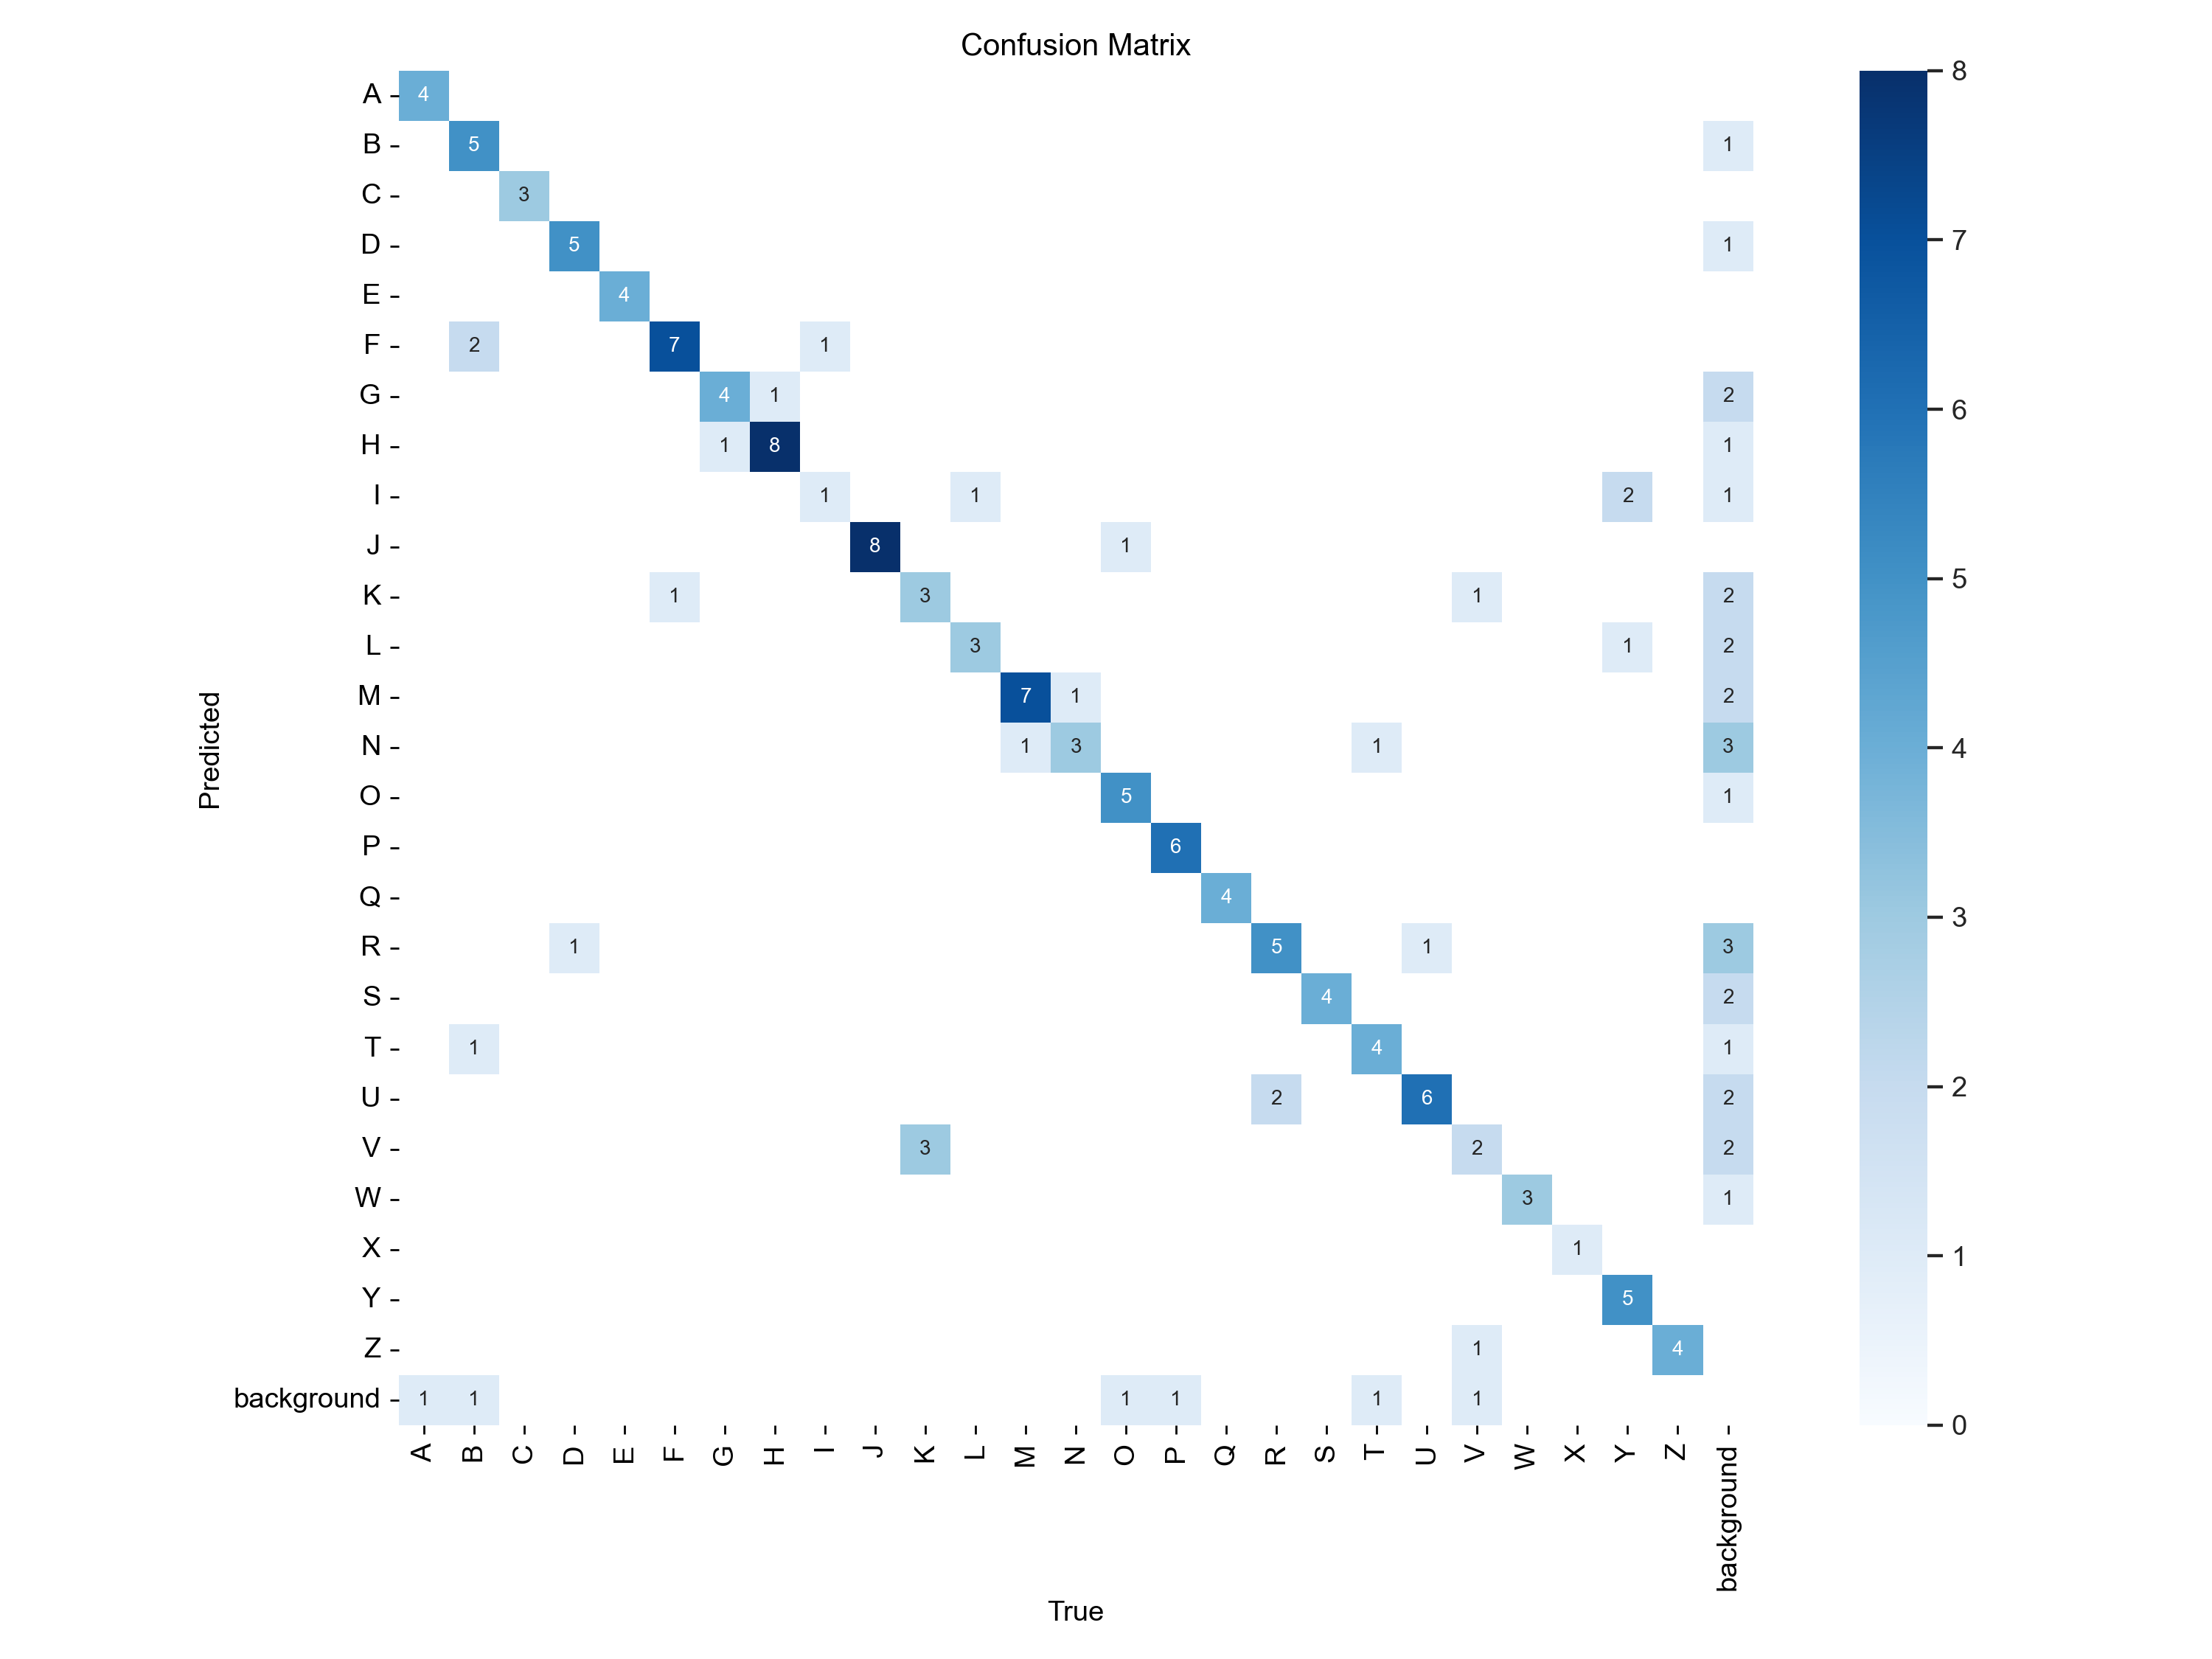 Confusion Matrix
A 4
B 5 1
C 3
D 5 1
E 4
F 2 7 1
G 4 1 2
H 1 8 1
I 1 1 2 1
J 8 1
K 1 3 1 2
L 3 1 2
M 7 1 2
N 1 3 1 3
O 5 1
P 6
Q 4
R 1 5 1 3
S 4 2
T 1 4 1
U 2 6 2
V 3 2 2
W 3 1
X 1
Y 5
Z 1 4
background 1 1 1 1 1 1
A B C D E F G H I J K L M N O P Q R S T U V W X Y Z background
True
Predicted
8
7
6
5
4
3
2
1
0